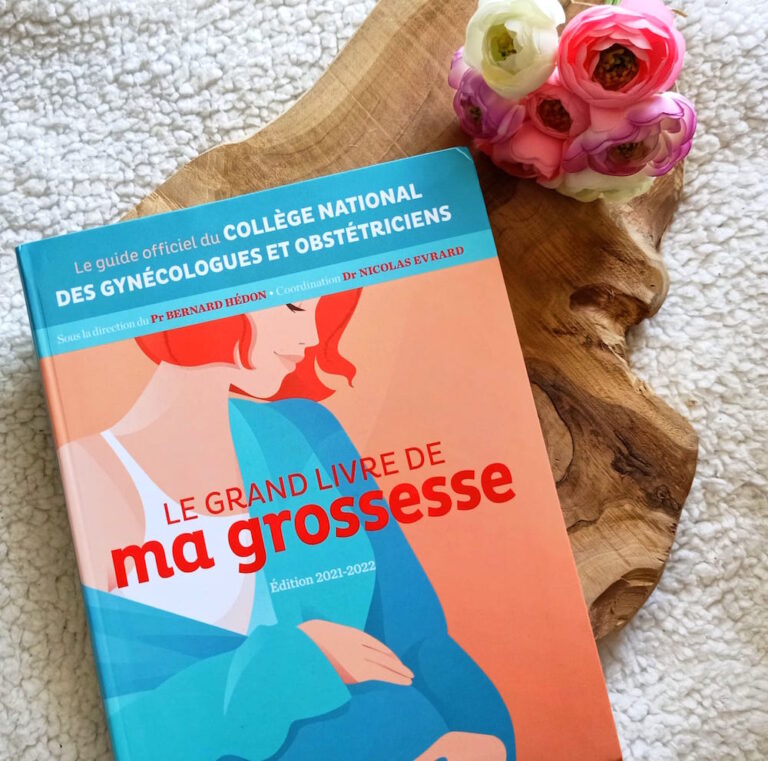 Le guide officiel du COLLÈGE NATIONAL
DES GYNÉCOLOGUES ET OBSTÉTRICIENS
Sous la direction du Pr BERNARD HÉDON • Coordination Dr NICOLAS EVRARD
LE GRAND LIVRE DE
ma grossesse
Édition 2021-2022